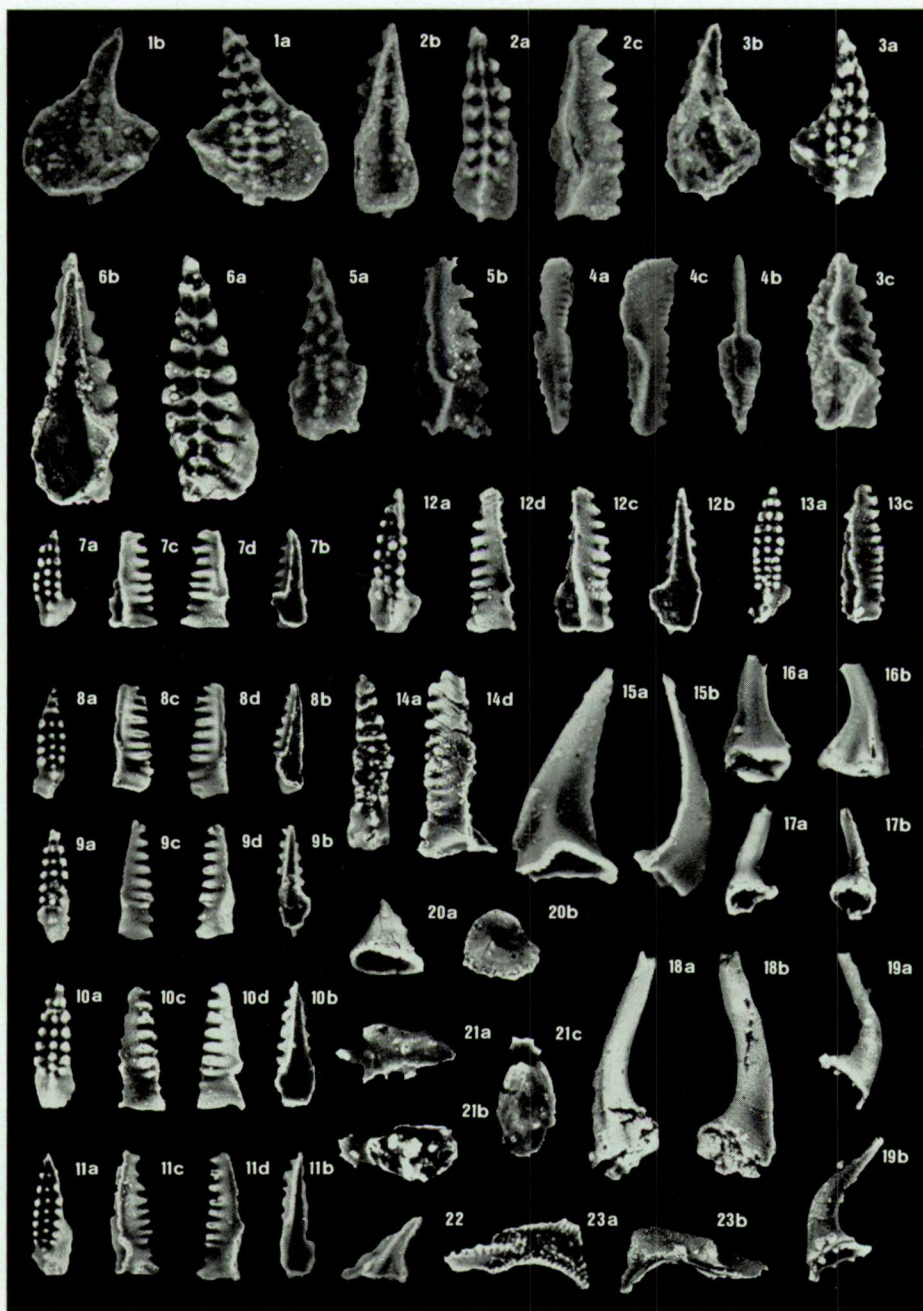 1b 1a 2b 2a 2c 3b 3a
6b 6a 5a 5b 4a 4c 4b 3c
12a 12d 12c 12b 13a 13c
7a 7c 7d 7b
8a 8c 8d 8b 14a 14d 15a 15b 16a 16b
17a 17b
9a 9c 9d 9b
20a 20b
18a 18b 19a
10a 10c 10d 10b
21a 21c
21b
11a 11c 11d 11b 19b
22 23a 23b